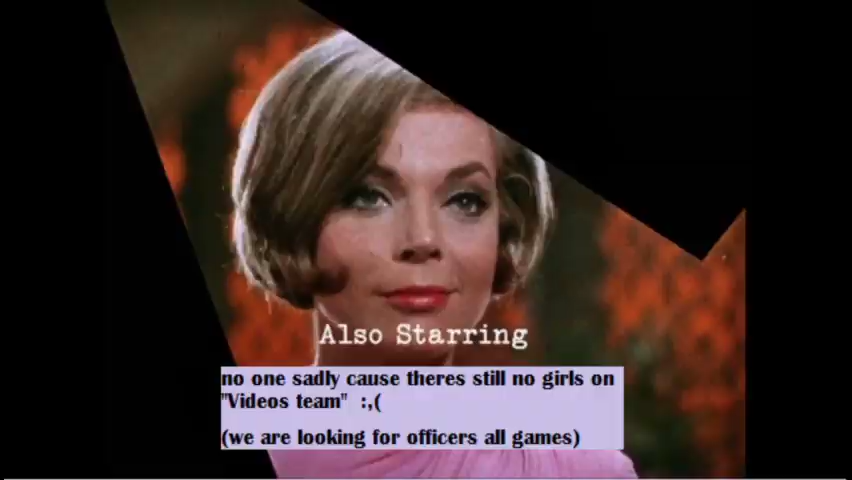 Also Starring
no one sadly cause theres still no girls on
"Videos team"  :,(
(we are looking for officers all games)